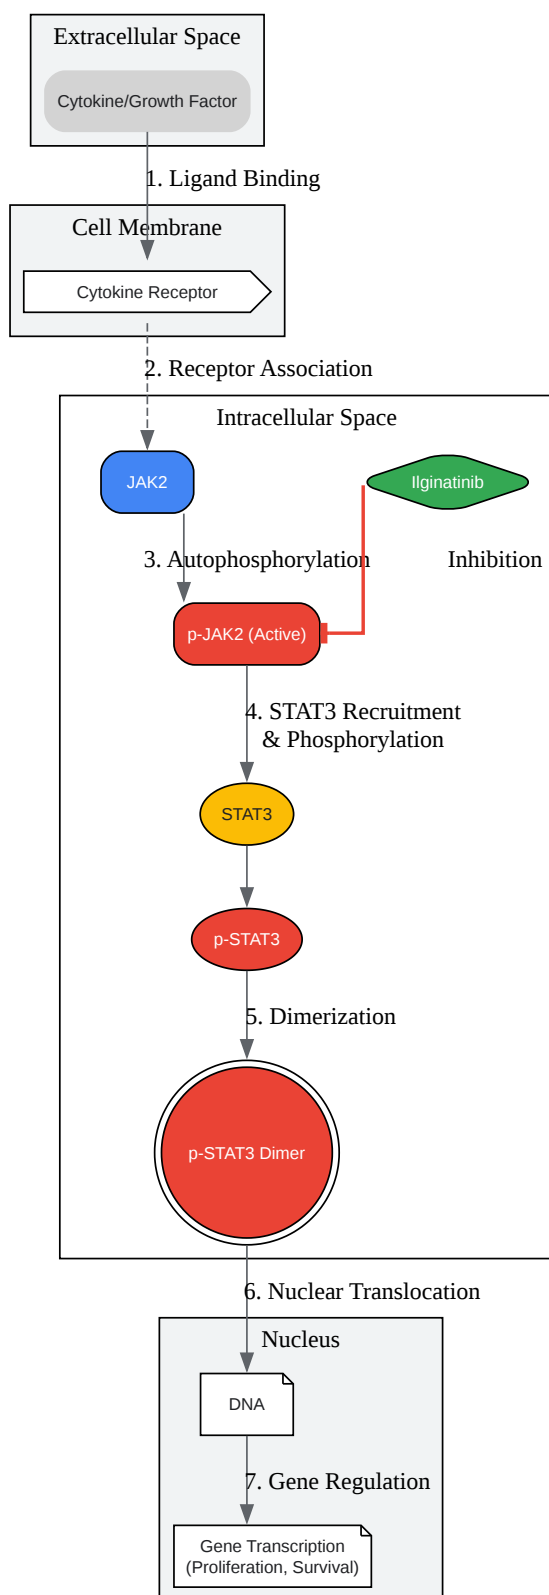 Extracellular Space
Cytokine/Growth Factor
1. Ligand Binding
Cell Membrane
Cytokine Receptor
2. Receptor Association
Intracellular Space
JAK2
Ilginatinib
3. Autophosphorylation
Inhibition
p-JAK2 (Active)
4. STAT3 Recruitment
& Phosphorylation
STAT3
p-STAT3
5. Dimerization
p-STAT3 Dimer
6. Nuclear Translocation
Nucleus
DNA
7. Gene Regulation
Gene Transcription
(Proliferation, Survival)